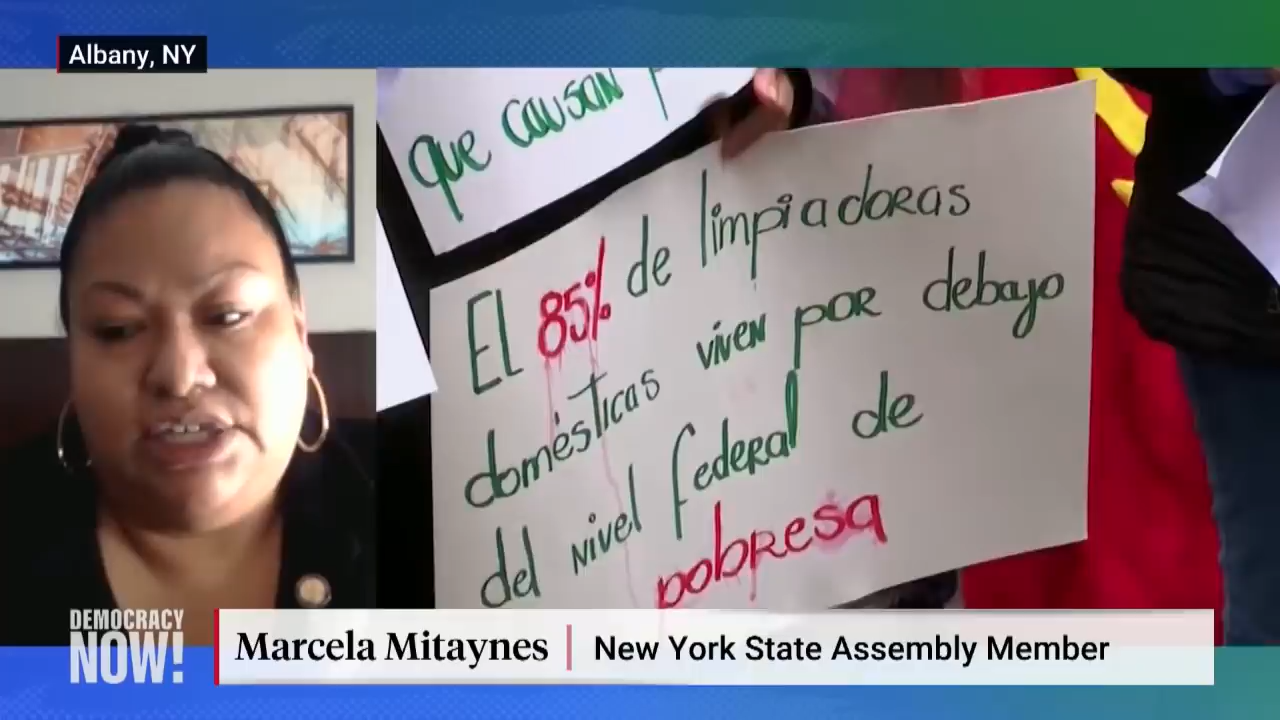 Albany, NY
que causan p
El 85% de limpiadoras
domésticas viven por debajo
del nivel federal de
pobresa
DEMOCRACY
NOW!
Marcela Mitaynes | New York State Assembly Member